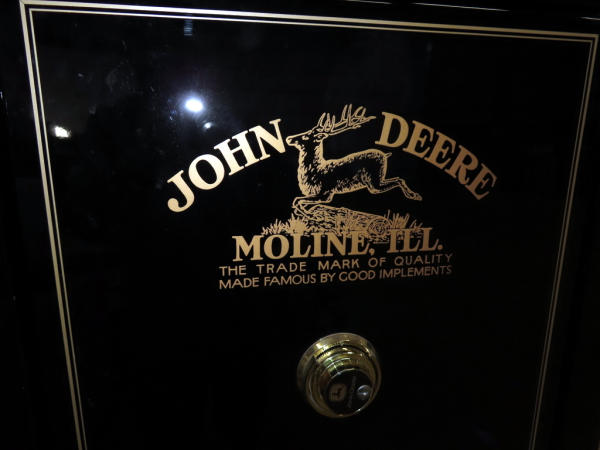 JOHN DEERE
MOLINE, ILL.
THE TRADE MARK OF QUALITY
MADE FAMOUS BY GOOD IMPLEMENTS